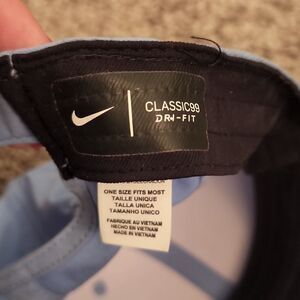 CLASSIC99
DRI-FIT
ONE SIZE FITS MOST
TAILLE UNIQUE
TALLA UNICA
TAMANHO UNICO
FABRIQUÉ AU VIETNAM
HECHO EN VIETNAM
MADE IN VIETNAM